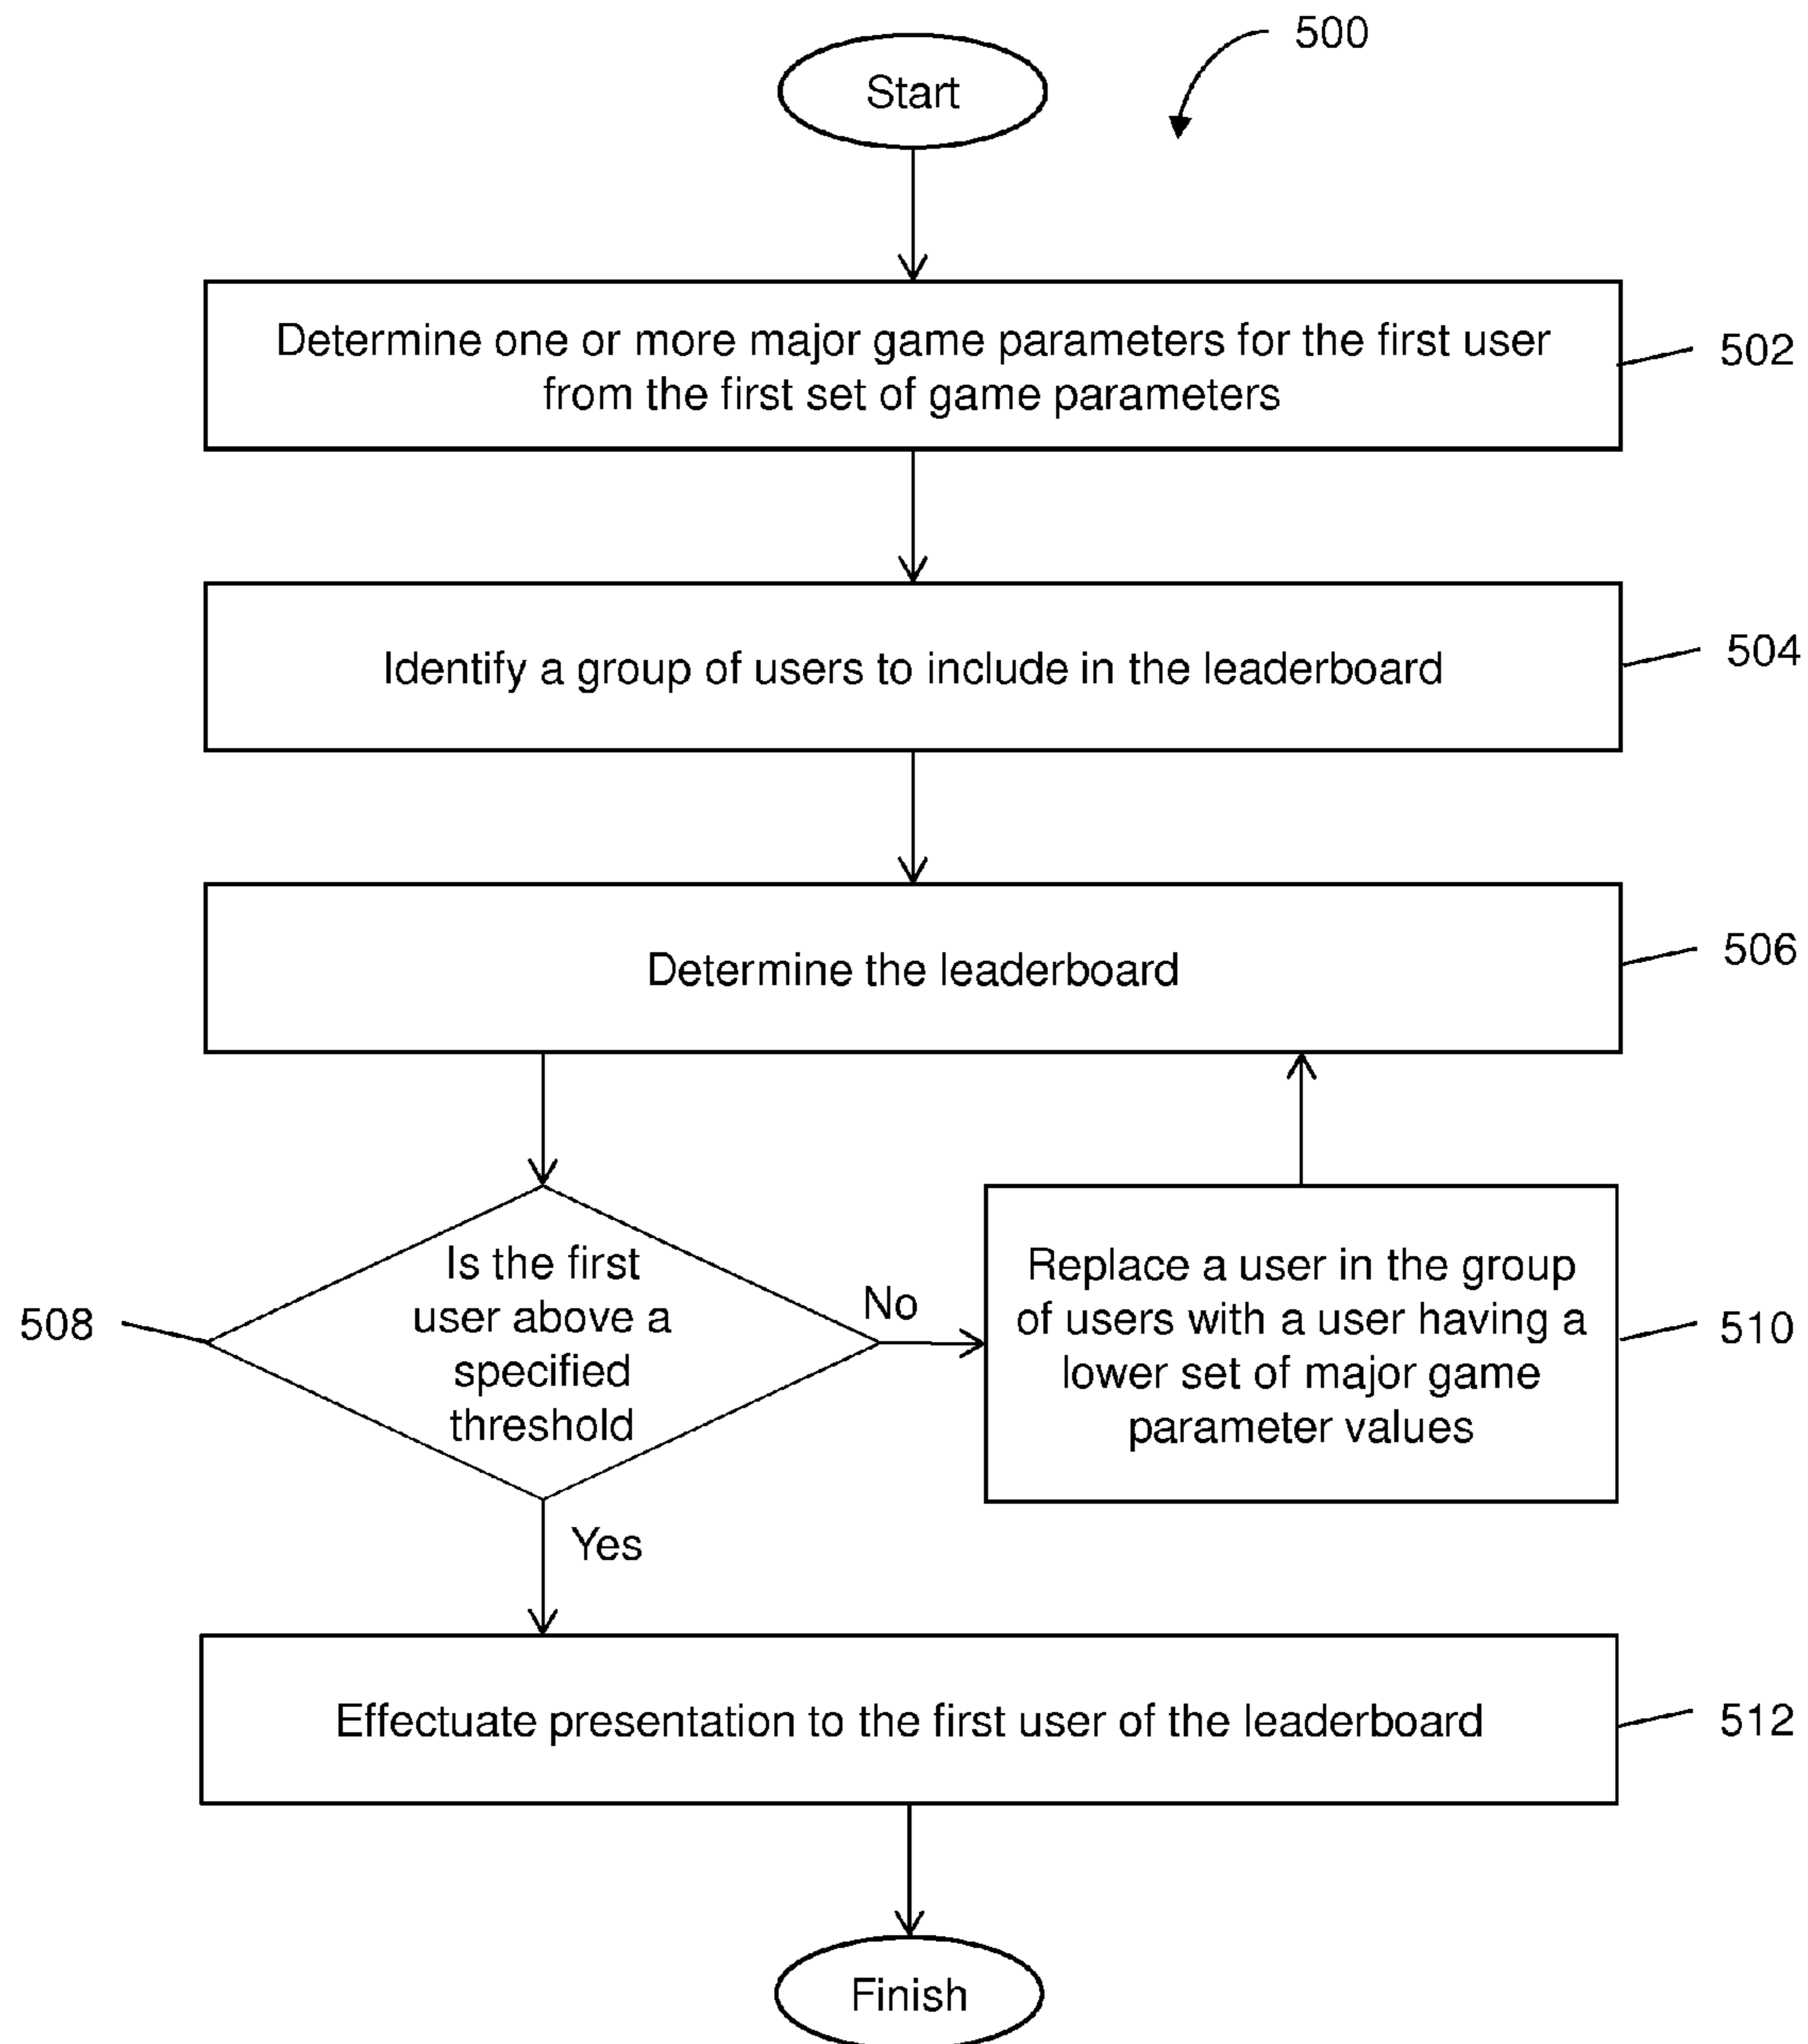 500
Start
Determine one or more major game parameters for the first user
from the first set of game parameters
502
Identify a group of users to include in the leaderboard
504
Determine the leaderboard
506
Is the first
user above a
specified
threshold
508
No
Replace a user in the group
of users with a user having a
lower set of major game
parameter values
510
Yes
Effectuate presentation to the first user of the leaderboard
512
Finish